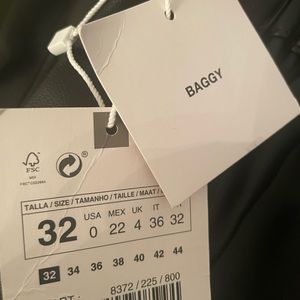 BAGGY
FSC
MIX
TALLA / SIZE / TAMANHO / TAILLE / MAAT /
USA MEX UK IT
32 0 22 4 36 32
32 34 36 38 40 42 44
8372 / 225 / 800